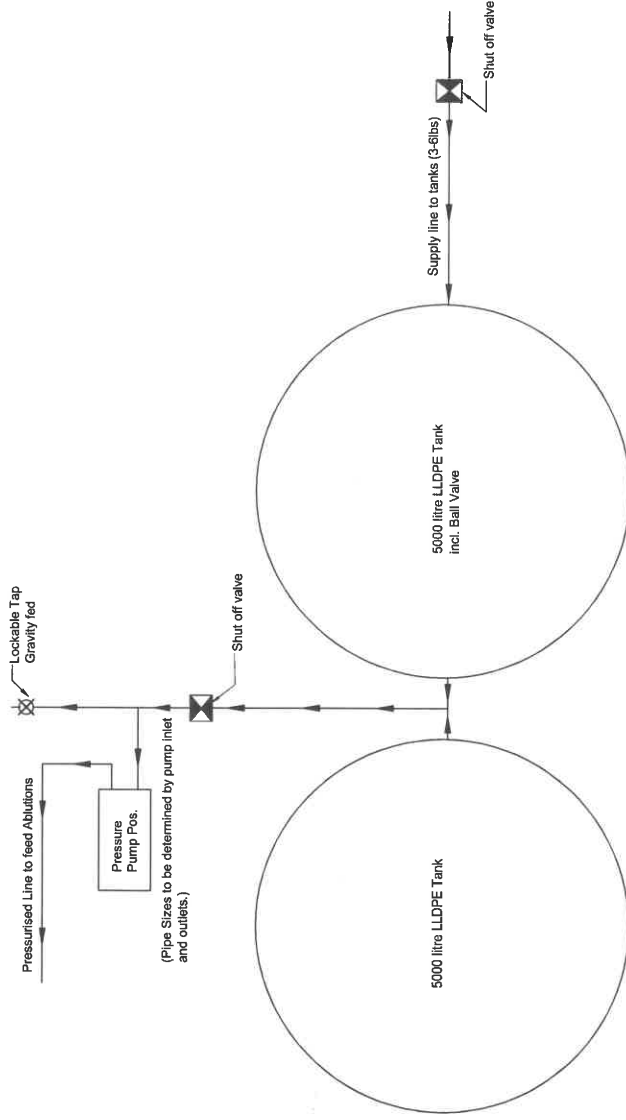 Lockable Tap
Gravity fed
Pressurised Line to feed Ablutions
Pressure
Pump Pos.
(Pipe Sizes to be determined by pump inlet
and outlets.)
Shut off valve
Shut off valve
Supply line to tanks (3-6lbs)
5000 litre LLDPE Tank
5000 litre LLDPE Tank
incl. Ball Valve